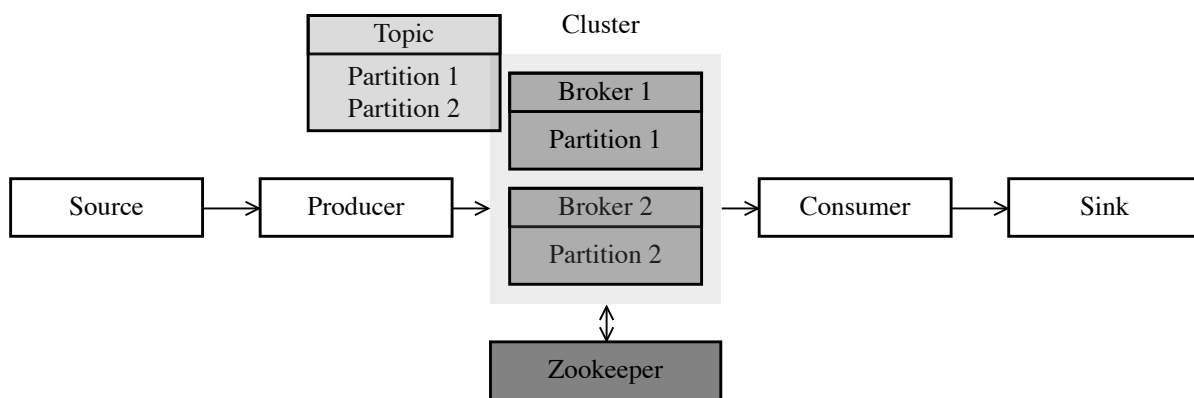 Cluster
Topic
Partition 1
Partition 2
Broker 1
Partition 1
Source
Producer
Broker 2
Partition 2
Consumer
Sink
Zookeeper